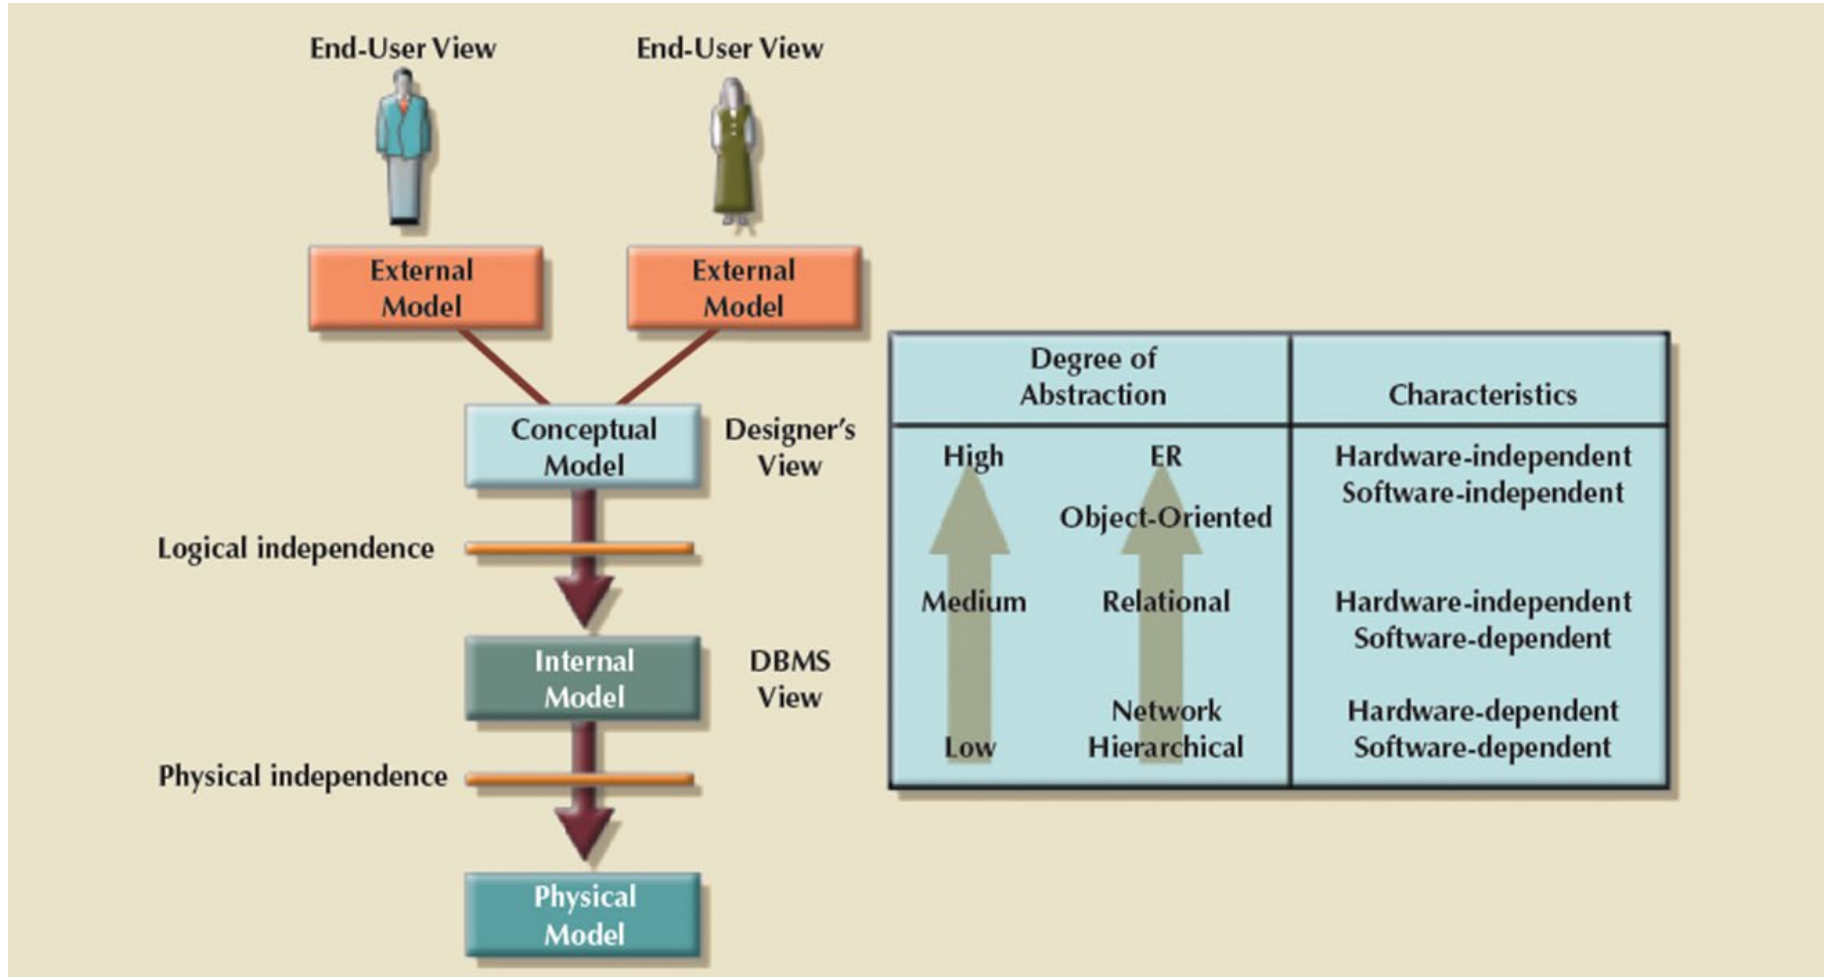 End-User View
End-User View
External
Model
External
Model
Conceptual
Model
Designer's
View
Logical independence
Internal
Model
DBMS
View
Physical independence
Physical
Model
Degree of
Abstraction
Characteristics
High
ER
Hardware-independent
Software-independent
Object-Oriented
Medium
Relational
Hardware-independent
Software-dependent
Network
Hardware-dependent
Low
Hierarchical
Software-dependent